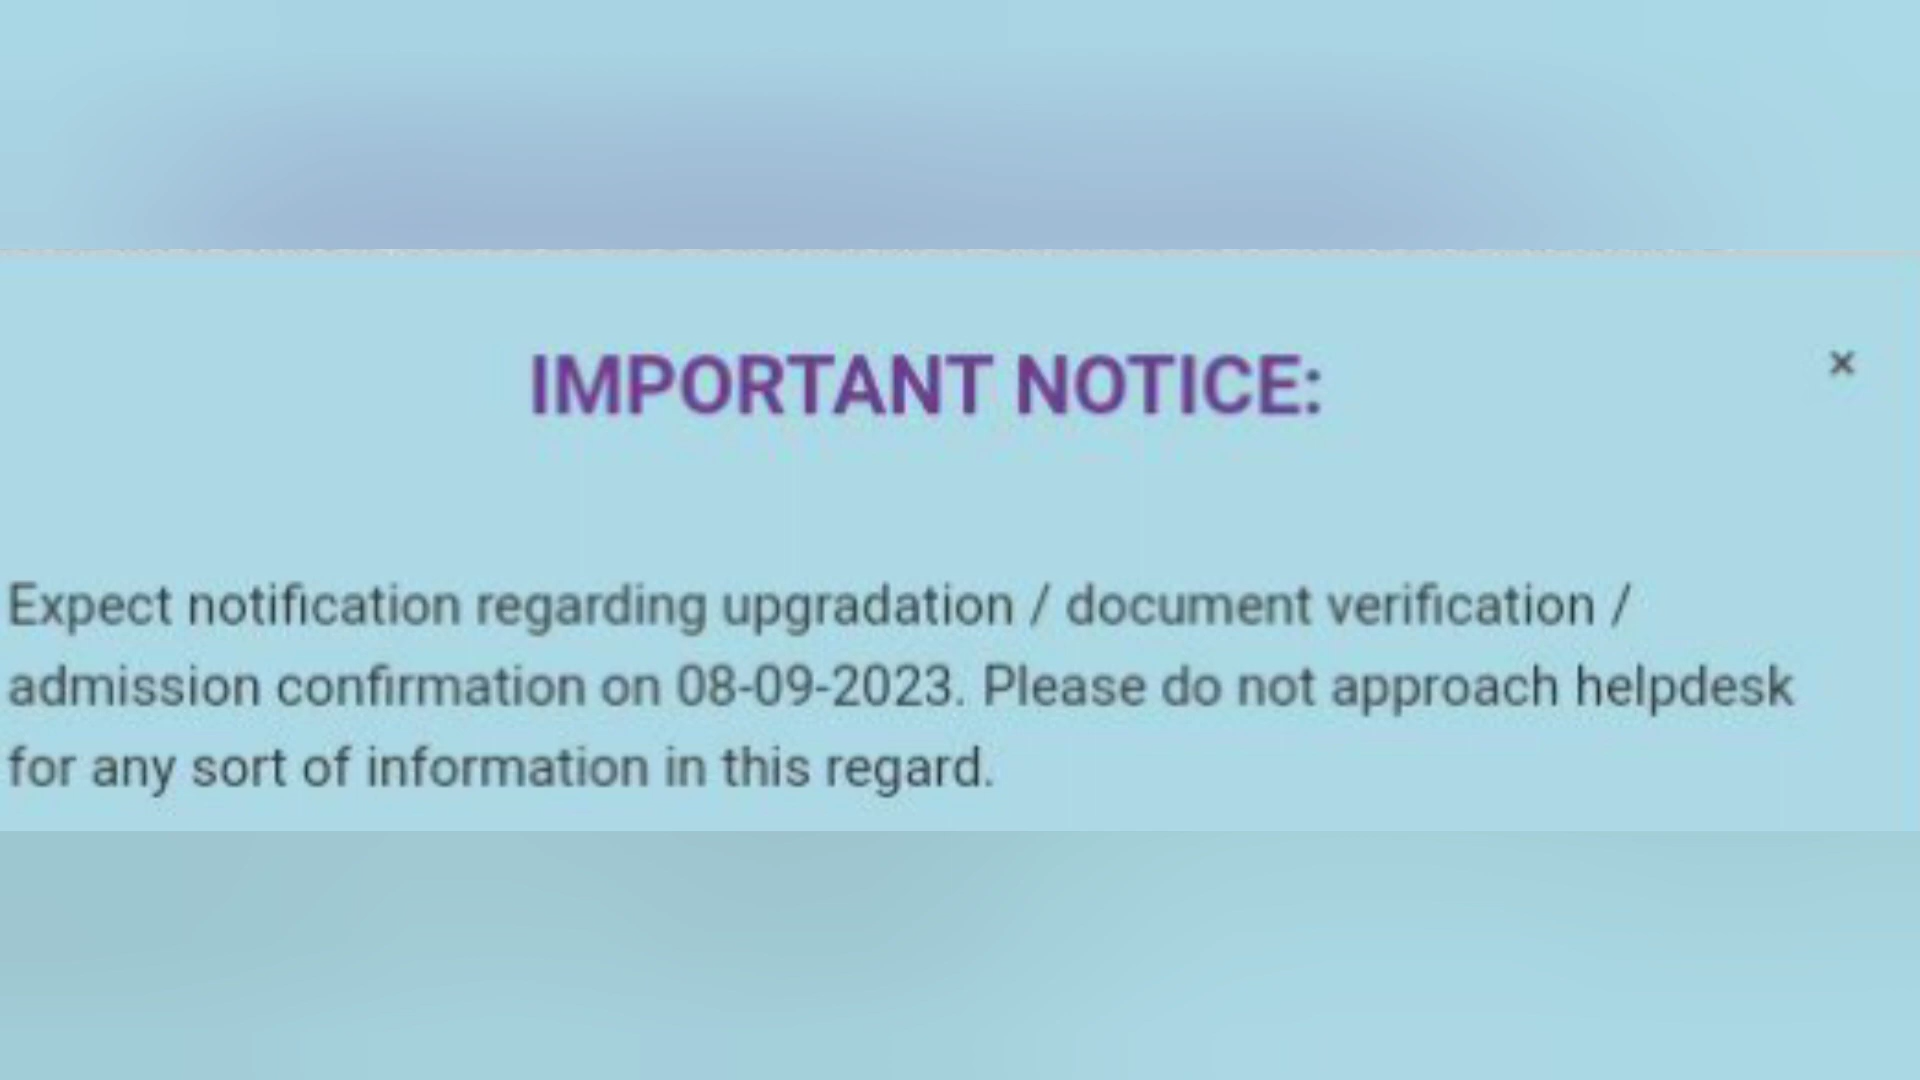 IMPORTANT NOTICE:
×
Expect notification regarding upgradation / document verification /
admission confirmation on 08-09-2023. Please do not approach helpdesk
for any sort of information in this regard.